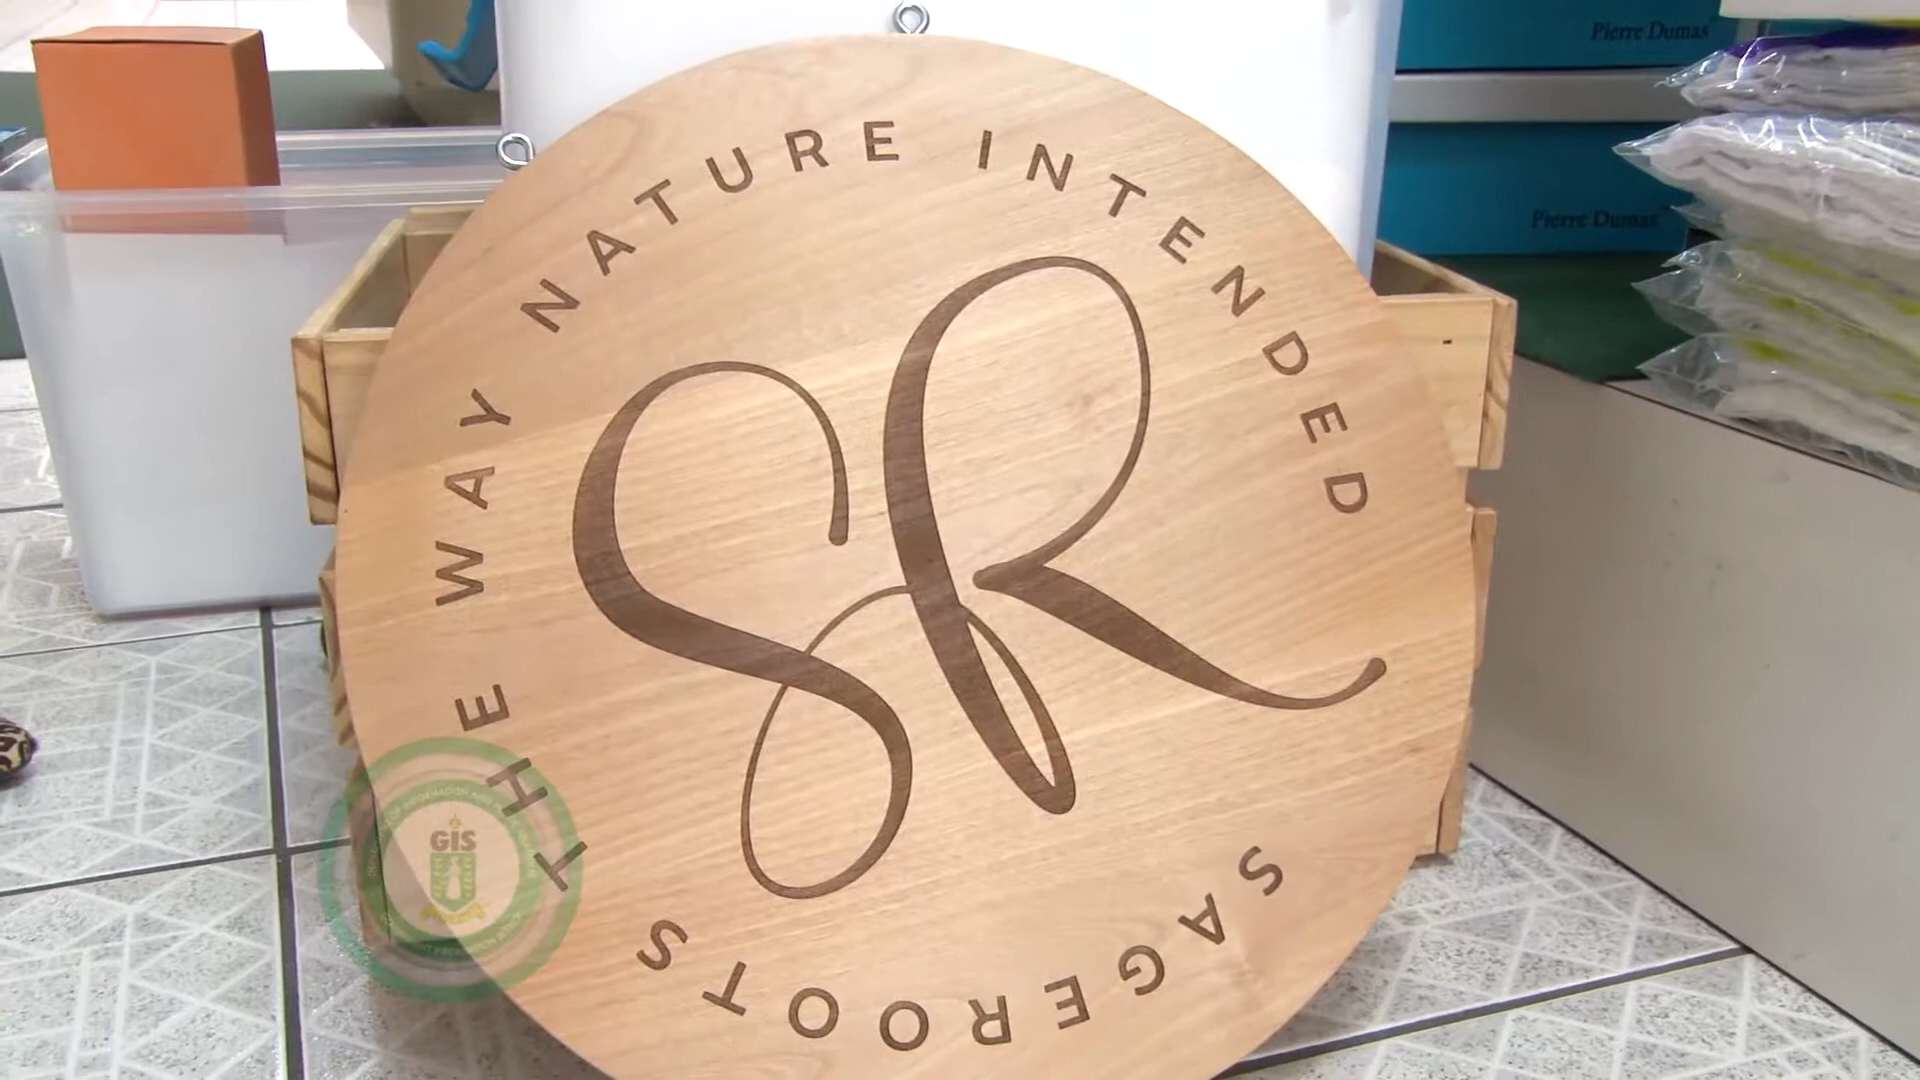 THE WAY NATURE INTENDED
SAGEROOTS
SR
Pierre Dumas
Pierre Dumas
GIS